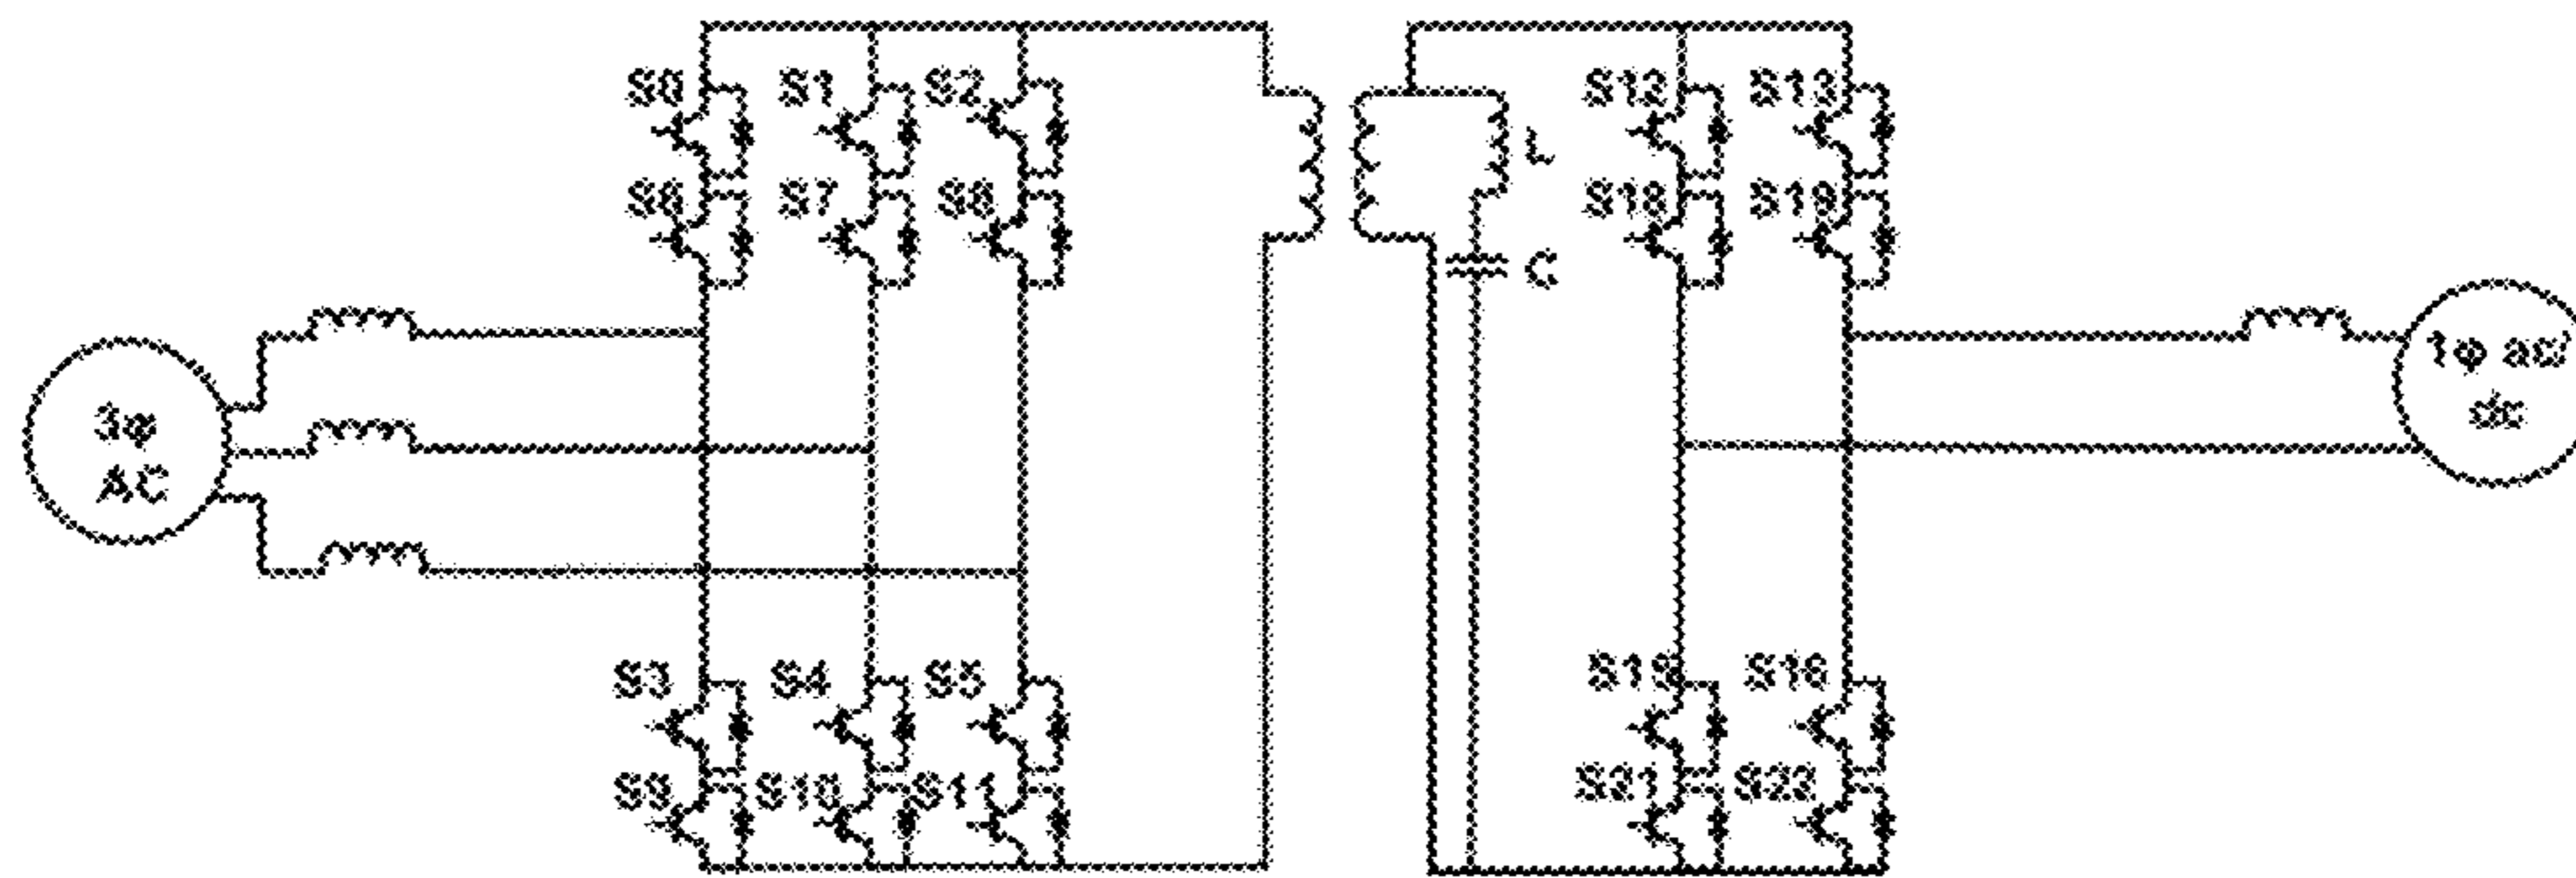 S0 S1 S2 S12 S13
L
S6 S7 S8 S18 S19
C
3φ
AC
1φ ac/
dc
S3 S4 S5 S15 S16
S9 S10 S11 S21 S22